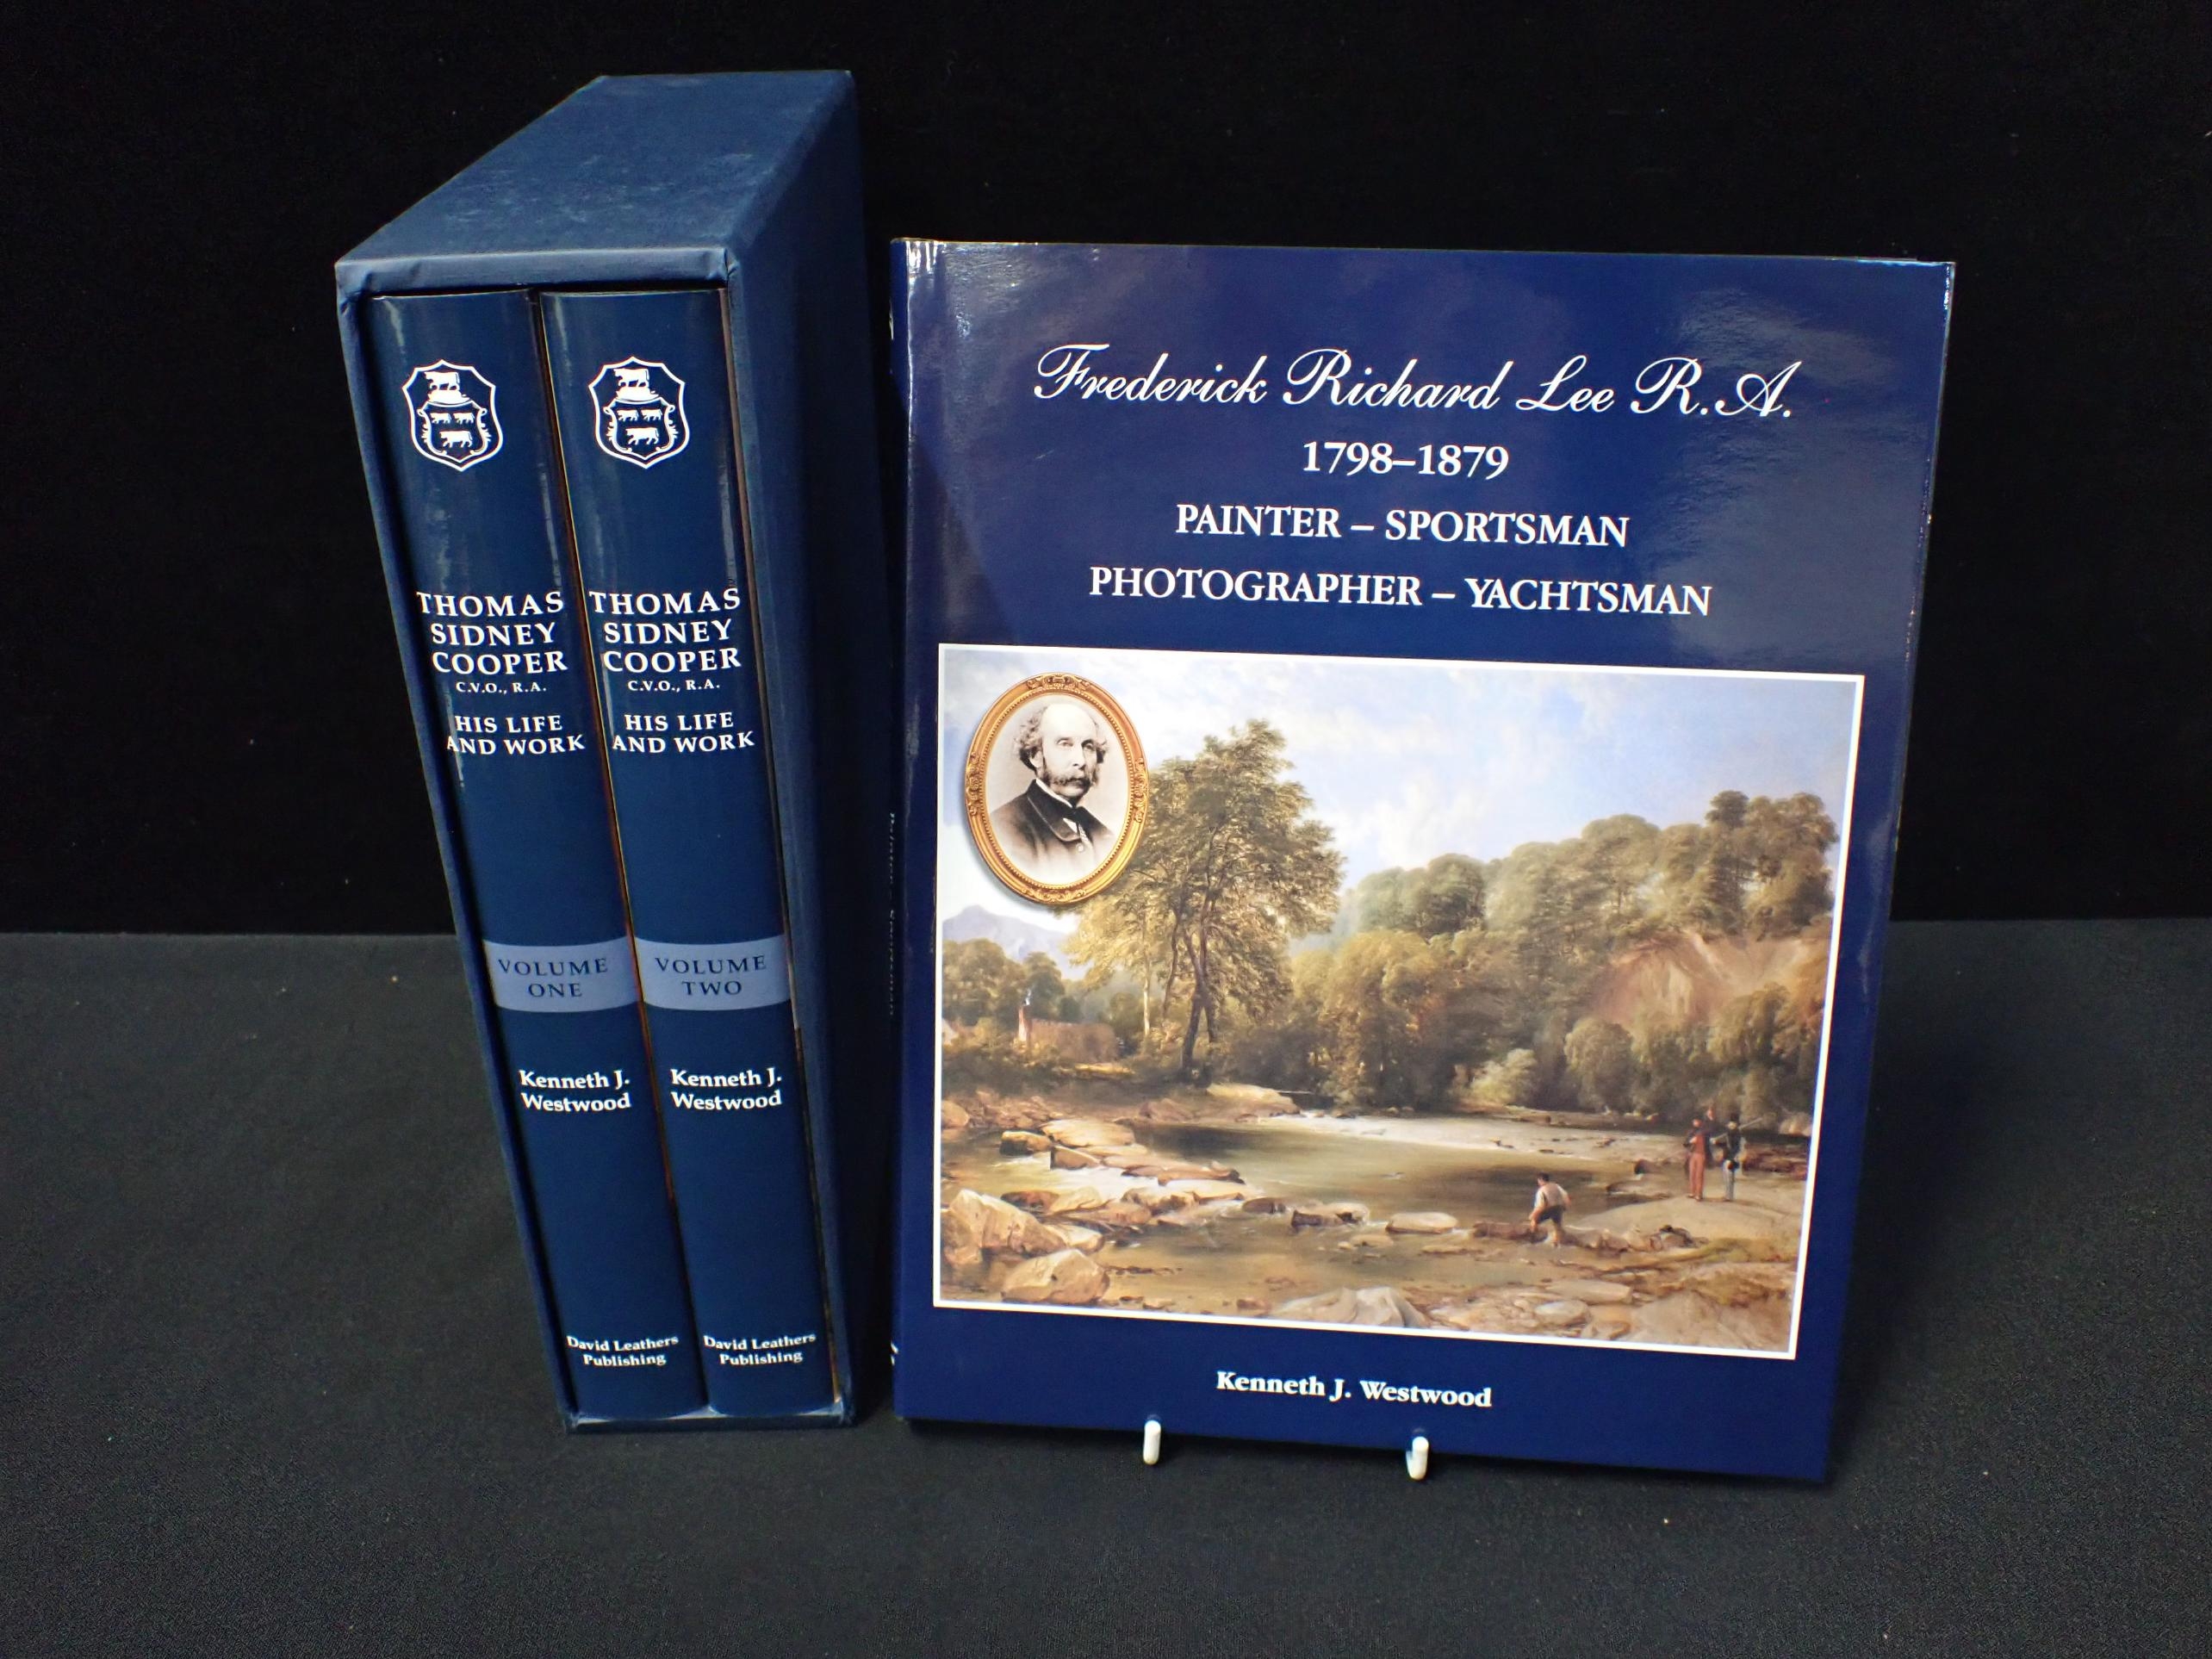 THOMAS
SIDNEY
COOPER
C.V.O., R.A.
HIS LIFE
AND WORK
VOLUME
ONE
Kenneth J.
Westwood
David Leathers
Publishing
THOMAS
SIDNEY
COOPER
C.V.O., R.A.
HIS LIFE
AND WORK
VOLUME
TWO
Kenneth J.
Westwood
David Leathers
Publishing
Frederick Richard Lee R.A.
1798–1879
PAINTER – SPORTSMAN
PHOTOGRAPHER – YACHTSMAN
Kenneth J. Westwood